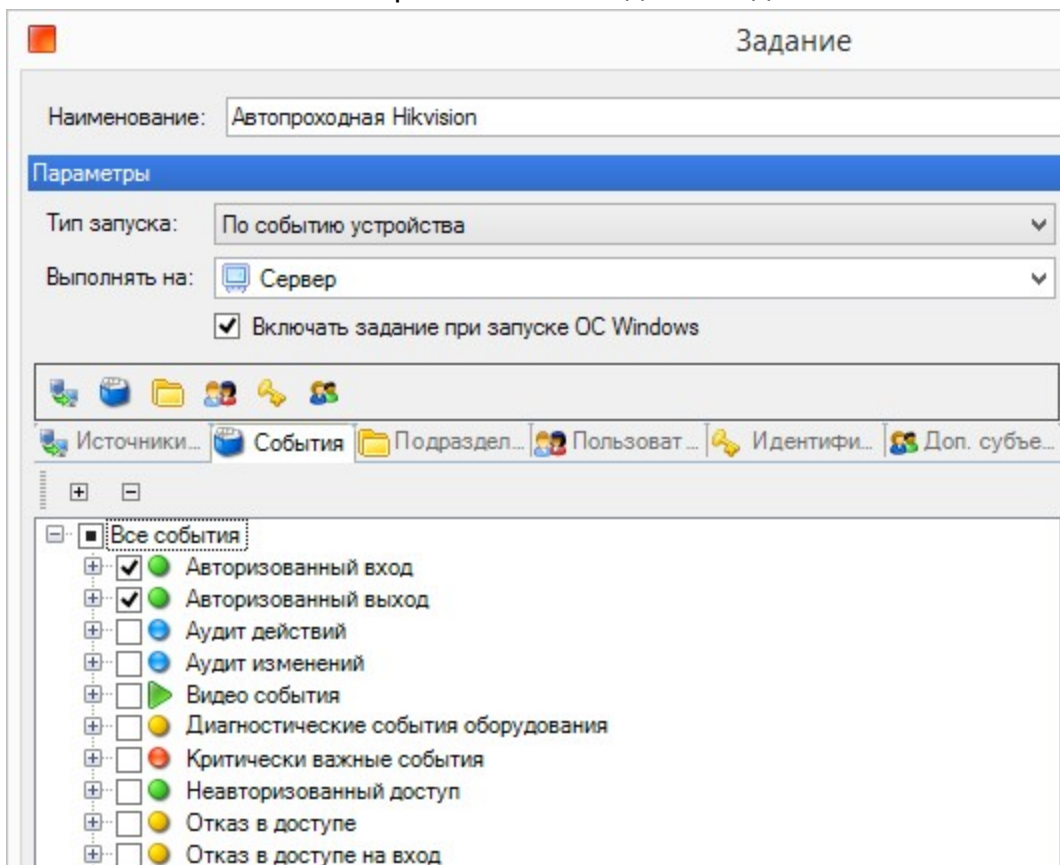 Задание
Наименование: Автопроходная Hikvision
Параметры
Тип запуска: По событию устройства
Выполнять на: Сервер
Включать задание при запуске ОС Windows
Источники... События Подраздел... Пользоват... Идентифи... Доп. субъе...
Все события
Авторизованный вход
Авторизованный выход
Аудит действий
Аудит изменений
Видео события
Диагностические события оборудования
Критически важные события
Неавторизованный доступ
Отказ в доступе
Отказ в доступе на вход